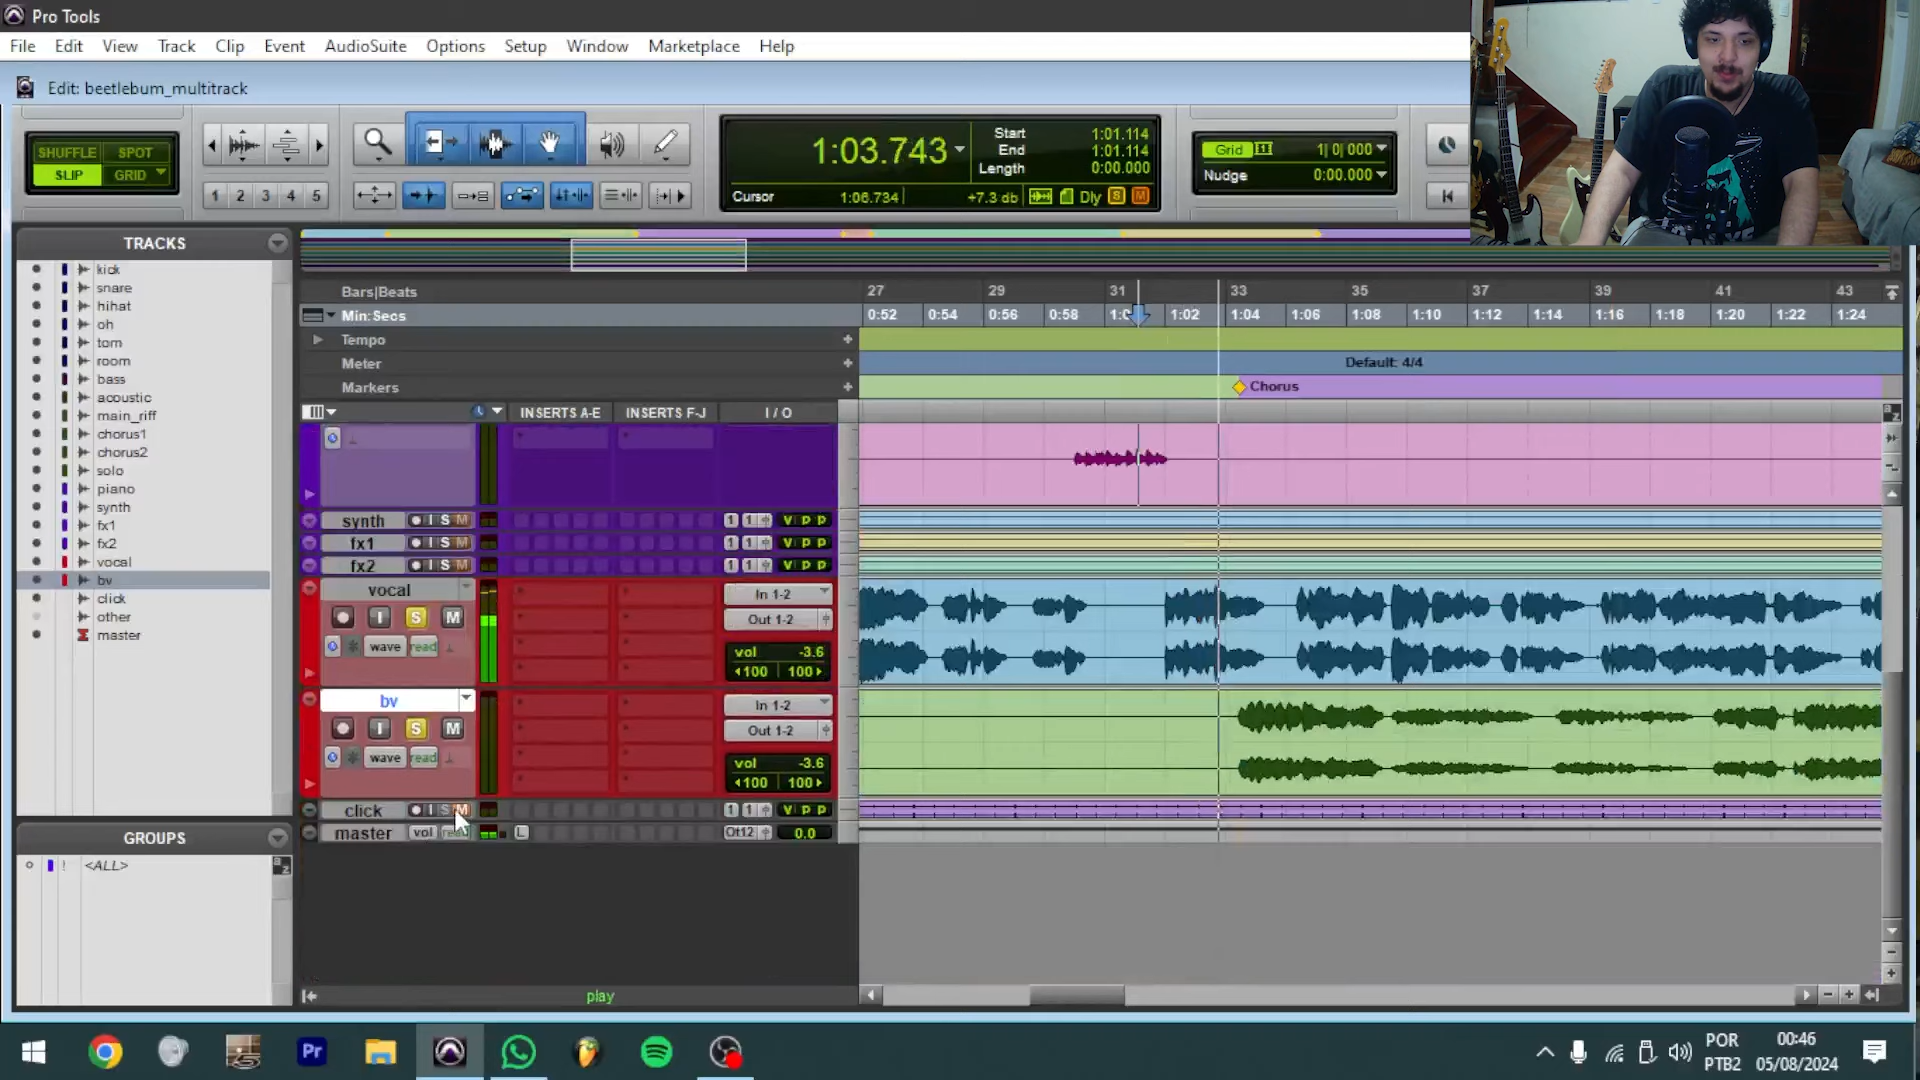 Pro Tools
File Edit View Track Clip Event AudioSuite Options Setup Window Marketplace Help
Edit: beetlebum_multitrack
SHUFFLE SPOT
SLIP GRID
1 2 3 4 5
1:03.743
Start 1:01.114
End 1:01.114
Length 0:00.000
Cursor 1:06.734 +7.3 db Dly S M
Grid 1| 0| 000
Nudge 0:00.000
TRACKS
kick
snare
hihat
oh
tom
room
bass
acoustic
main_riff
chorus1
chorus2
solo
piano
synth
fx1
fx2
vocal
bv
click
other
master
GROUPS
! <ALL>
Bars|Beats 27 29 31 33 35 37 39 41 43
Min:Secs 0:52 0:54 0:56 0:58 1:02 1:04 1:06 1:08 1:10 1:12 1:14 1:16 1:18 1:20 1:22 1:24
Tempo
Meter Default: 4/4
Markers Chorus
INSERTS A-E INSERTS F-J I / O
synth I S M 1 1 V P P
fx1 I S M 1 1 V P P
fx2 I S M 1 1 V P P
vocal In 1-2
I S M Out 1-2
wave read vol -3.6
100 100
bv In 1-2
I S M Out 1-2
wave read vol -3.6
100 100
click I S M 1 1 V P P
master vol read L Ot12 0.0
play
Pr
POR 00:46
PTB2 05/08/2024